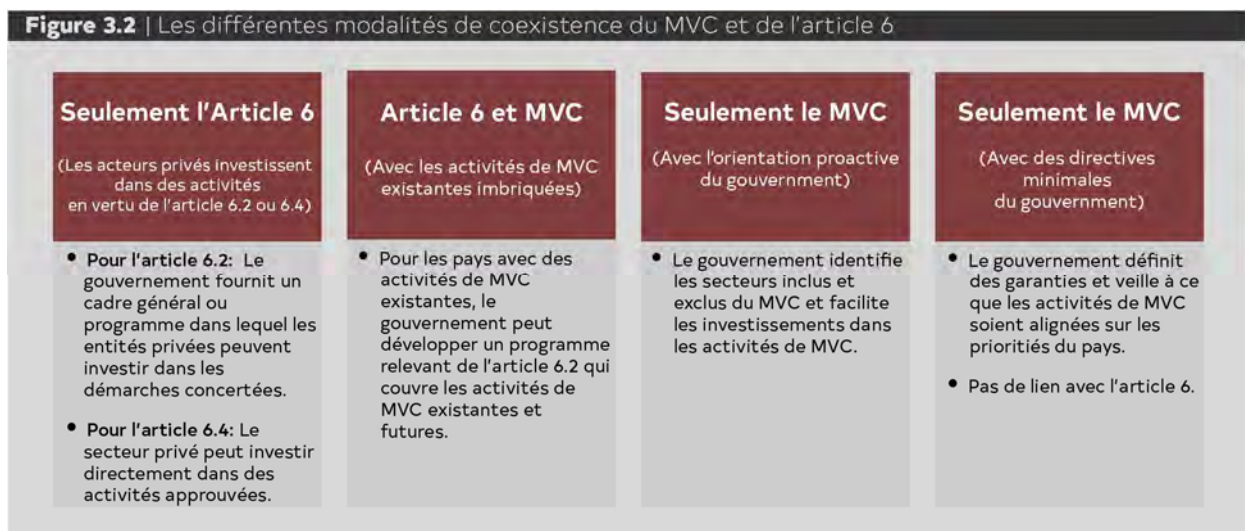 Figure 3.2 | Les différentes modalités de coexistence du MVC et de l'article 6
Seulement l'Article 6
(Les acteurs privés investissent
dans des activités
en vertu de l'article 6.2 ou 6.4)
• Pour l'article 6.2: Le
gouvernement fournit un
cadre général ou
programme dans lequel les
entités privées peuvent
investir dans les
démarches concertées.
• Pour l'article 6.4: Le
secteur privé peut investir
directement dans des
activités approuvées.
Article 6 et MVC
(Avec les activités de MVC
existantes imbriquées)
• Pour les pays avec des
activités de MVC
existantes, le
gouvernement peut
développer un programme
relevant de l'article 6.2 qui
couvre les activités de
MVC existantes et
futures.
Seulement le MVC
(Avec l'orientation proactive
du gouvernment)
• Le gouvernement identifie
les secteurs inclus et
exclus du MVC et facilite
les investissements dans
les activités de MVC.
Seulement le MVC
(Avec des directives
minimales
du gouvernment)
• Le gouvernement définit
des garanties et veille à ce
que les activités de MVC
soient alignées sur les
prioritiés du pays.
• Pas de lien avec l'article 6.